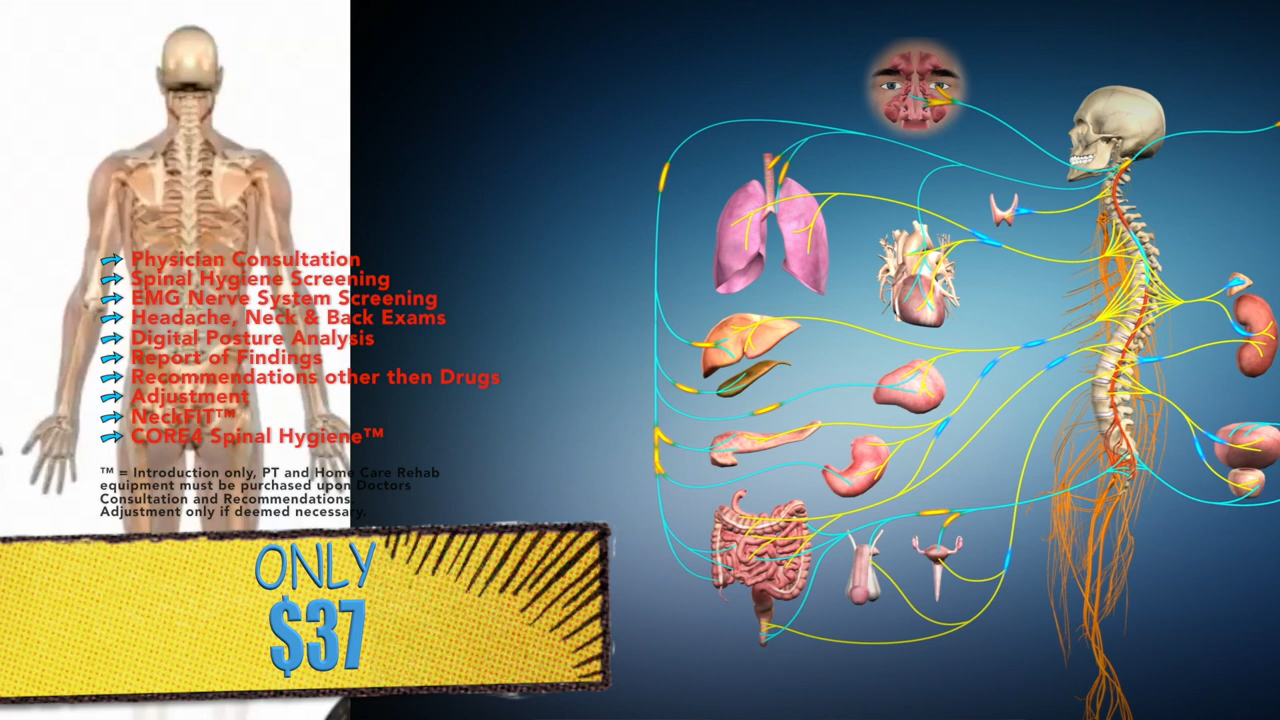 Physician Consultation
Spinal Hygiene Screening
EMG Nerve System Screening
Headache, Neck & Back Exams
Digital Posture Analysis
Report of Findings
Recommendations other then Drugs
Adjustment
NeckFIT™
CORE4 Spinal Hygiene™
™ = Introduction only, PT and Home Care Rehab
equipment must be purchased upon Doctors
Consultation and Recommendations.
Adjustment only if deemed necessary.
ONLY
$37